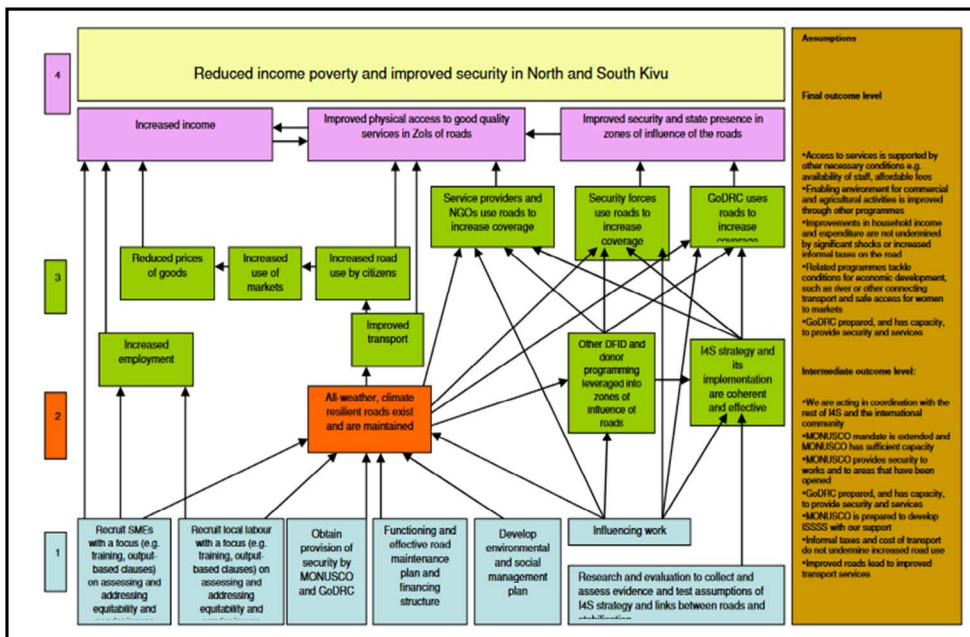 4
Reduced income poverty and improved security in North and South Kivu
Increased income
Improved physical access to good quality
services in ZoIs of roads
Improved security and state presence in
zones of influence of the roads
Service providers and
NGOs use roads to
increase coverage
Security forces
use roads to
increase
coverage
GoDRC uses
roads to
increase
coverage
3
Reduced prices
of goods
Increased
use of
markets
Increased road
use by citizens
Improved
transport
Increased
employment
Other DFID and
donor
programming
leveraged into
zones of
influence of
roads
I4S strategy and
its
implementation
are coherent
and effective
2
All-weather, climate
resilient roads exist
and are maintained
1
Recruit SMEs
with a focus (e.g.
training, output-
based clauses)
on assessing and
addressing
equitability and
Recruit local labour
with a focus (e.g.
training, output-
based clauses) on
assessing and
addressing
equitability and
Obtain
provision of
security by
MONUSCO
and GoDRC
Functioning and
effective road
maintenance
plan and
financing
structure
Develop
environmental
and social
management
plan
Influencing work
Research and evaluation to collect and
assess evidence and test assumptions of
I4S strategy and links between roads and
Assumptions
Final outcome level
•Access to services is supported by
other necessary conditions e.g.
availability of staff, affordable fees
•Enabling environment for commercial
and agricultural activities is improved
through other programmes
•Improvements in household income
and expenditure are not undermined
by significant shocks or increased
informal taxes on the road
•Related programmes tackle
conditions for economic development,
such as river or other connecting
transport and safe access for women
to markets
•GoDRC prepared, and has capacity,
to provide security and services
Intermediate outcome level:
•We are acting in coordination with the
rest of I4S and the international
community
•MONUSCO mandate is extended and
MONUSCO has sufficient capacity
•MONUSCO provides security to
works and to areas that have been
opened
•GoDRC prepared, and has capacity,
to provide security and services
•MONUSCO is prepared to develop
ISSSS with our support
•Informal taxes and cost of transport
do not undermine increased road use
•Improved roads lead to improved
transport services